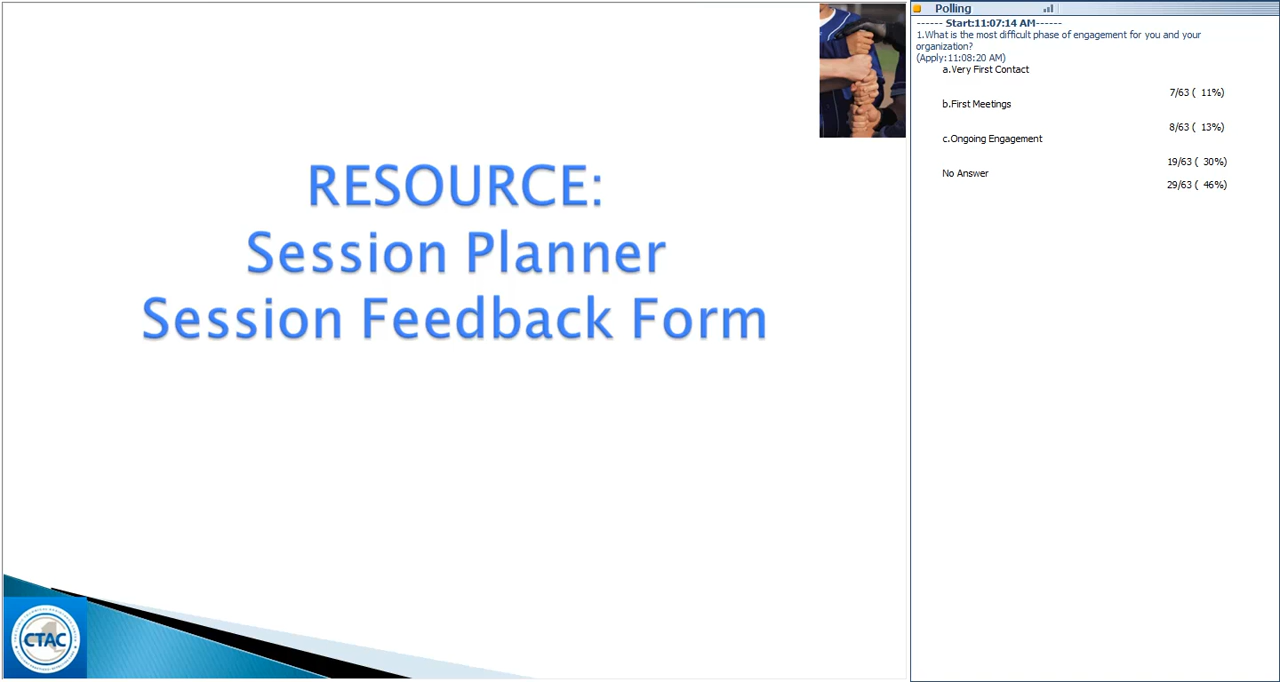 RESOURCE:
Session Planner
Session Feedback Form
CTAC
Polling
------ Start:11:07:14 AM------
1.What is the most difficult phase of engagement for you and your
organization?
(Apply:11:08:20 AM)
a.Very First Contact
7/63 ( 11%)
b.First Meetings
8/63 ( 13%)
c.Ongoing Engagement
19/63 ( 30%)
No Answer
29/63 ( 46%)